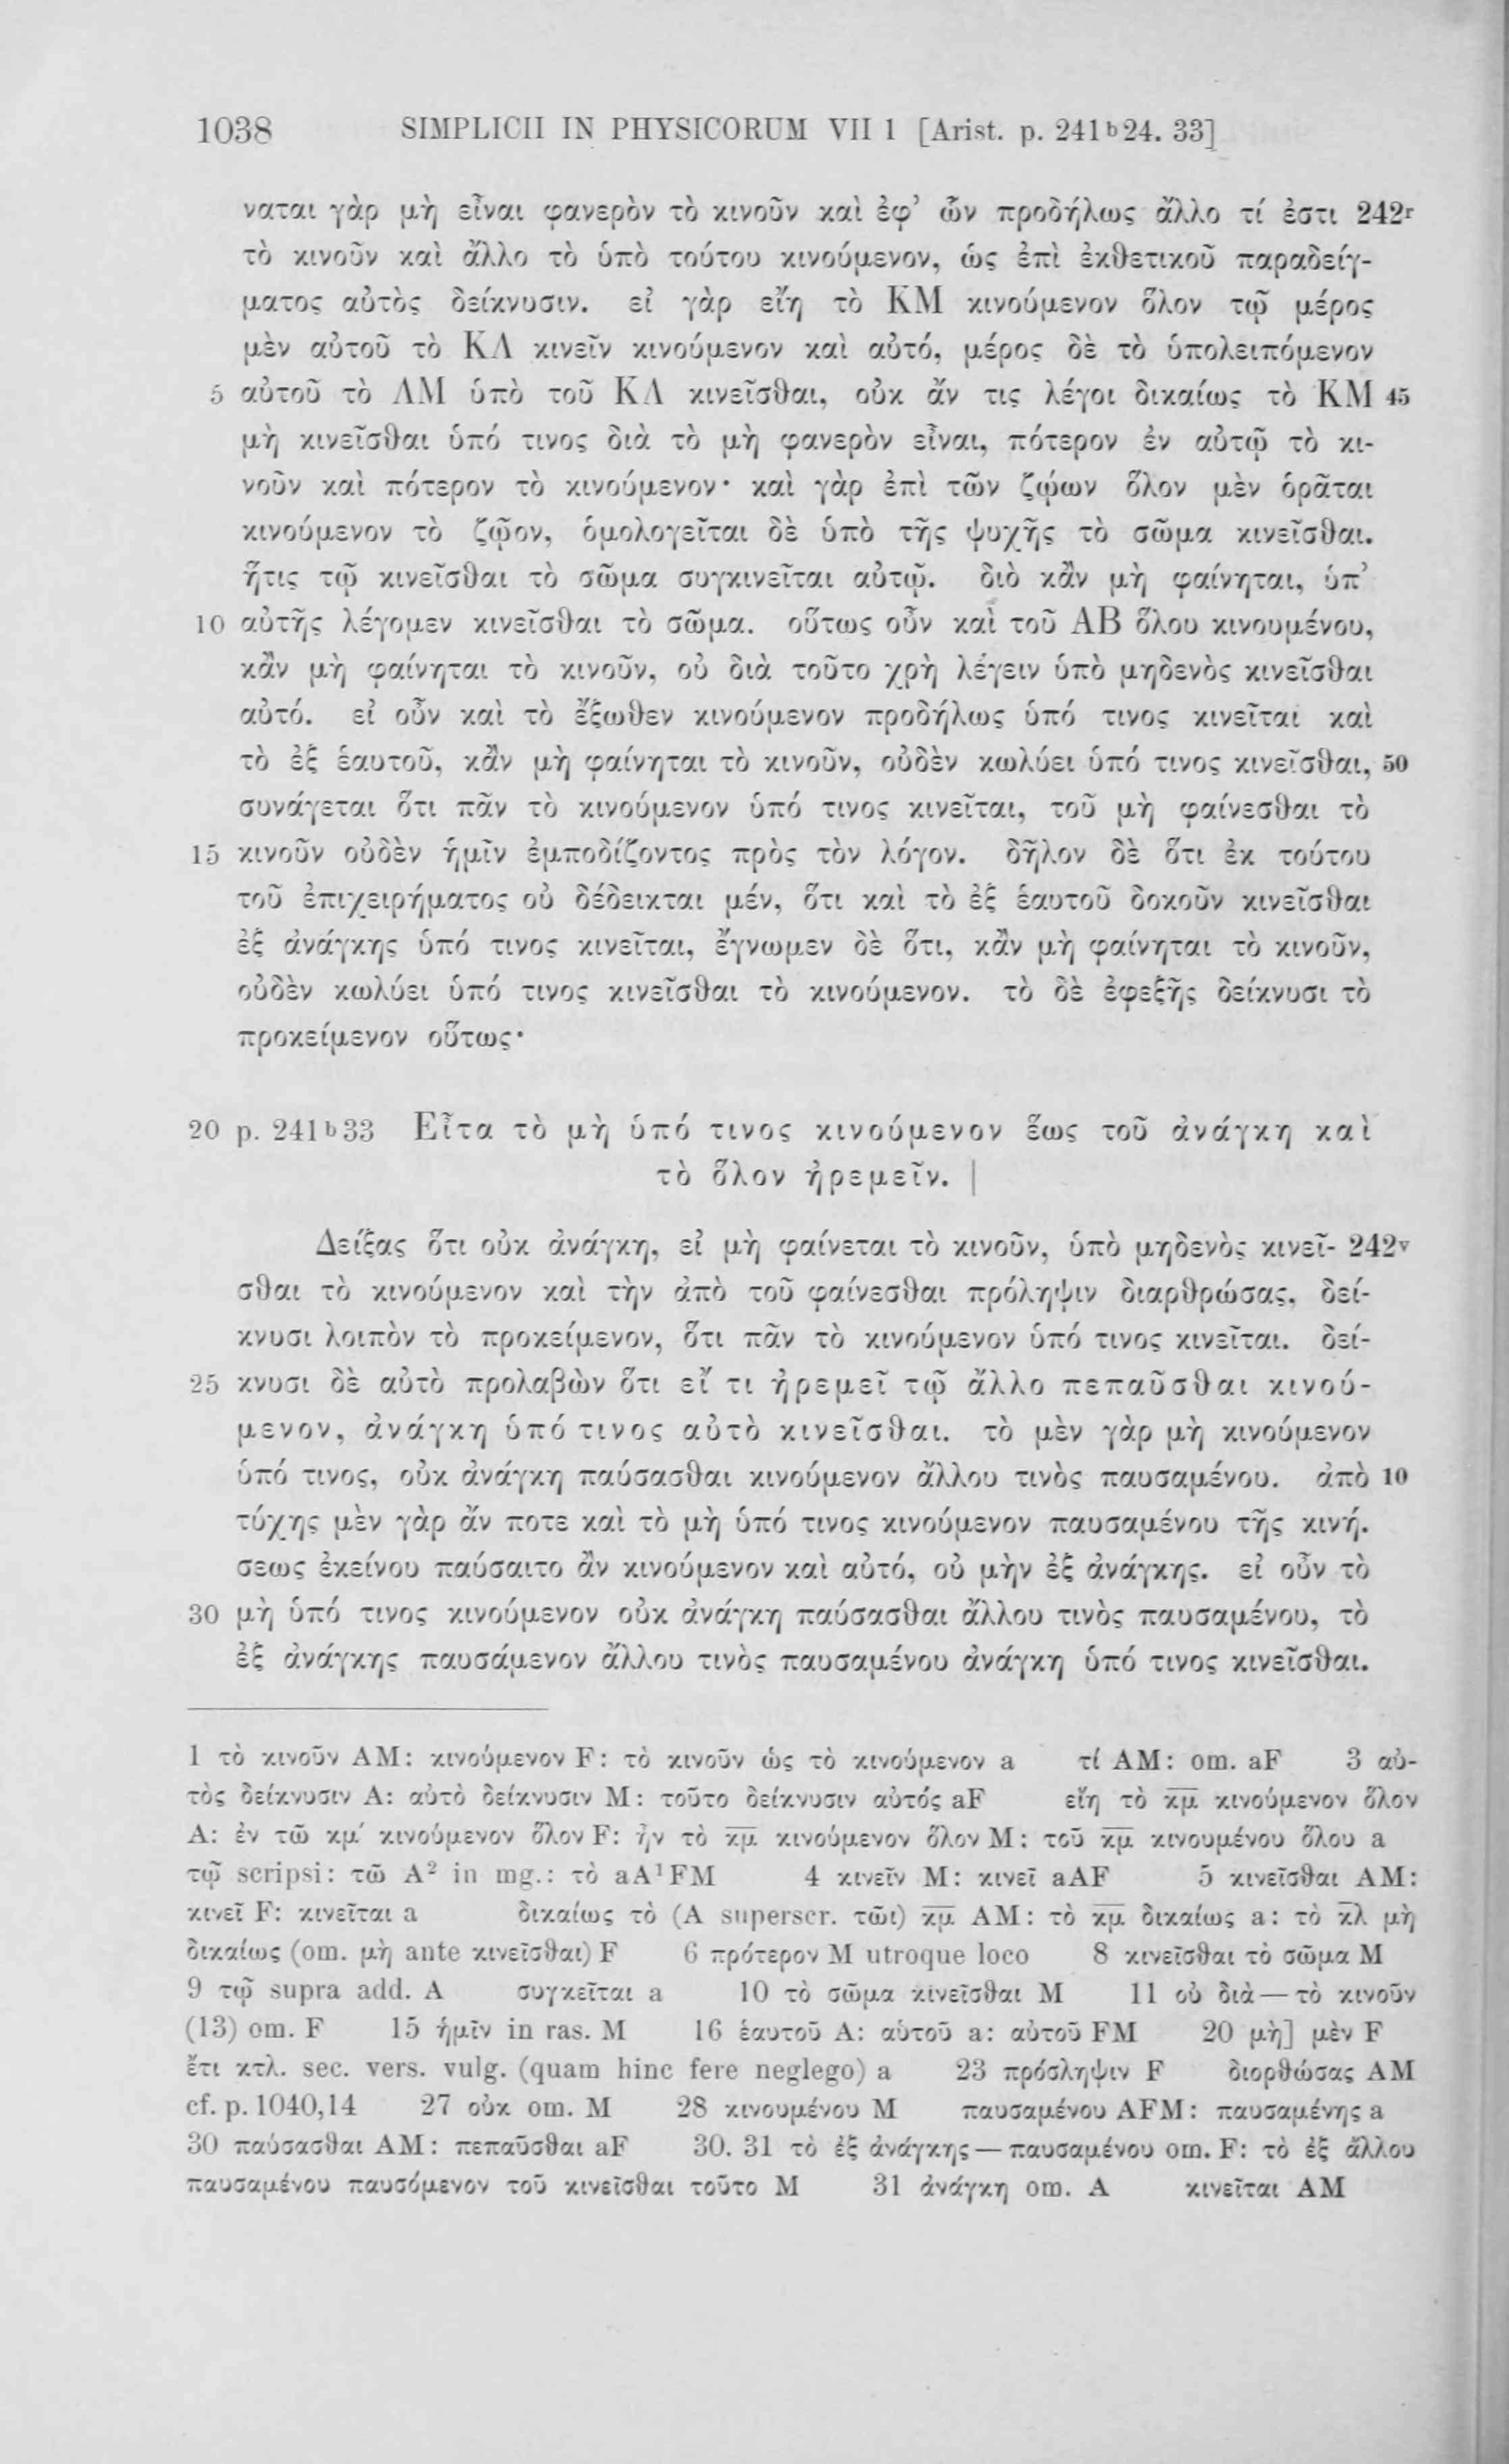 1038 SIMPLICII IN PHYSICORUM VII 1 [Arist. p. 241ᵇ24. 33]
ναται γὰρ μὴ εἶναι φανερὸν τὸ κινοῦν καὶ ἐφ’ ὧν προδήλως ἄλλο τί ἐστι 242ʳ
τὸ κινοῦν καὶ ἄλλο τὸ ὑπὸ τούτου κινούμενον, ὡς ἐπὶ ἐκθετικοῦ παραδείγ-
ματος αὐτὸς δείκνυσιν. εἰ γὰρ εἴη τὸ ΚΜ κινούμενον ὅλον τῷ μέρος
μὲν αὐτοῦ τὸ ΚΛ κινεῖν κινούμενον καὶ αὐτό, μέρος δὲ τὸ ὑπολειπόμενον
5 αὐτοῦ τὸ ΛΜ ὑπὸ τοῦ ΚΛ κινεῖσθαι, οὐκ ἄν τις λέγοι δικαίως τὸ ΚΜ 45
μὴ κινεῖσθαι ὑπό τινος διὰ τὸ μὴ φανερὸν εἶναι, πότερον ἐν αὐτῷ τὸ κι-
νοῦν καὶ πότερον τὸ κινούμενον· καὶ γὰρ ἐπὶ τῶν ζῴων ὅλον μὲν ὁρᾶται
κινούμενον τὸ ζῷον, ὁμολογεῖται δὲ ὑπὸ τῆς ψυχῆς τὸ σῶμα κινεῖσθαι.
ἥτις τῷ κινεῖσθαι τὸ σῶμα συγκινεῖται αὐτῷ. διὸ κἂν μὴ φαίνηται, ὑπ’
10 αὐτῆς λέγομεν κινεῖσθαι τὸ σῶμα. οὕτως οὖν καὶ τοῦ ΑΒ ὅλου κινουμένου,
κἂν μὴ φαίνηται τὸ κινοῦν, οὐ διὰ τοῦτο χρὴ λέγειν ὑπὸ μηδενὸς κινεῖσθαι
αὐτό. εἰ οὖν καὶ τὸ ἔξωθεν κινούμενον προδήλως ὑπό τινος κινεῖται καὶ
τὸ ἐξ ἑαυτοῦ, κἂν μὴ φαίνηται τὸ κινοῦν, οὐδὲν κωλύει ὑπό τινος κινεῖσθαι, 50
συνάγεται ὅτι πᾶν τὸ κινούμενον ὑπό τινος κινεῖται, τοῦ μὴ φαίνεσθαι τὸ
15 κινοῦν οὐδὲν ἡμῖν ἐμποδίζοντος πρὸς τὸν λόγον. δῆλον δὲ ὅτι ἐκ τούτου
τοῦ ἐπιχειρήματος οὐ δέδεικται μέν, ὅτι καὶ τὸ ἐξ ἑαυτοῦ δοκοῦν κινεῖσθαι
ἐξ ἀνάγκης ὑπό τινος κινεῖται, ἔγνωμεν δὲ ὅτι, κἂν μὴ φαίνηται τὸ κινοῦν,
οὐδὲν κωλύει ὑπό τινος κινεῖσθαι τὸ κινούμενον. τὸ δὲ ἐφεξῆς δείκνυσι τὸ
προκείμενον οὕτως·
20 p. 241ᵇ33 Εἶτα τὸ μὴ ὑπό τινος κινούμενον ἕως τοῦ ἀνάγκη καὶ
τὸ ὅλον ἠρεμεῖν. |
Δείξας ὅτι οὐκ ἀνάγκη, εἰ μὴ φαίνεται τὸ κινοῦν, ὑπὸ μηδενὸς κινεῖ- 242ᵛ
σθαι τὸ κινούμενον καὶ τὴν ἀπὸ τοῦ φαίνεσθαι πρόληψιν διαρθρώσας, δεί-
κνυσι λοιπὸν τὸ προκείμενον, ὅτι πᾶν τὸ κινούμενον ὑπό τινος κινεῖται. δεί-
25 κνυσι δὲ αὐτὸ προλαβὼν ὅτι εἴ τι ἠρεμεῖ τῷ ἄλλο πεπαῦσθαι κινού-
μενον, ἀνάγκη ὑπό τινος αὐτὸ κινεῖσθαι. τὸ μὲν γὰρ μὴ κινούμενον
ὑπό τινος, οὐκ ἀνάγκη παύσασθαι κινούμενον ἄλλου τινὸς παυσαμένου. ἀπὸ 10
τύχης μὲν γὰρ ἄν ποτε καὶ τὸ μὴ ὑπό τινος κινούμενον παυσαμένου τῆς κινή.
σεως ἐκείνου παύσαιτο ἂν κινούμενον καὶ αὐτό, οὐ μὴν ἐξ ἀνάγκης. εἰ οὖν τὸ
30 μὴ ὑπό τινος κινούμενον οὐκ ἀνάγκη παύσασθαι ἄλλου τινὸς παυσαμένου, τὸ
ἐξ ἀνάγκης παυσάμενον ἄλλου τινὸς παυσαμένου ἀνάγκη ὑπό τινος κινεῖσθαι.
1 τὸ κινοῦν AM: κινούμενον F: τὸ κινοῦν ὡς τὸ κινούμενον a τί AM: om. aF 3 αὐ-
τὸς δείκνυσιν A: αὐτὸ δείκνυσιν M: τοῦτο δείκνυσιν αὐτός aF εἴη τὸ κ̅μ̅ κινούμενον ὅλον
A: ἐν τῶ κμ′ κινούμενον ὅλον F: ἦν τὸ κ̅μ̅ κινούμενον ὅλον M: τοῦ κ̅μ̅ κινουμένου ὅλου a
τῷ scripsi: τῶ A² in mg.: τὸ aA¹FM 4 κινεῖν M: κινεῖ aAF 5 κινεῖσθαι AM:
κινεῖ F: κινεῖται a δικαίως τὸ (A superscr. τῶι) κ̅μ̅ AM: τὸ κ̅μ̅ δικαίως a: τὸ κ̅λ̅ μὴ
δικαίως (om. μὴ ante κινεῖσθαι) F 6 πρότερον M utroque loco 8 κινεῖσθαι τὸ σῶμα M
9 τῷ supra add. A συγκεῖται a 10 τὸ σῶμα κινεῖσθαι M 11 οὐ διὰ — τὸ κινοῦν
(13) om. F 15 ἡμῖν in ras. M 16 ἑαυτοῦ A: αὑτοῦ a: αὐτοῦ FM 20 μὴ] μὲν F
ἔτι κτλ. sec. vers. vulg. (quam hinc fere neglego) a 23 πρόσληψιν F διορθώσας AM
cf. p. 1040,14 27 οὐκ om. M 28 κινουμένου M παυσαμένου AFM: παυσαμένης a
30 παύσασθαι AM: πεπαῦσθαι aF 30. 31 τὸ ἐξ ἀνάγκης — παυσαμένου om. F: τὸ ἐξ ἄλλου
παυσαμένου παυσόμενον τοῦ κινεῖσθαι τοῦτο M 31 ἀνάγκη om. A κινεῖται AM